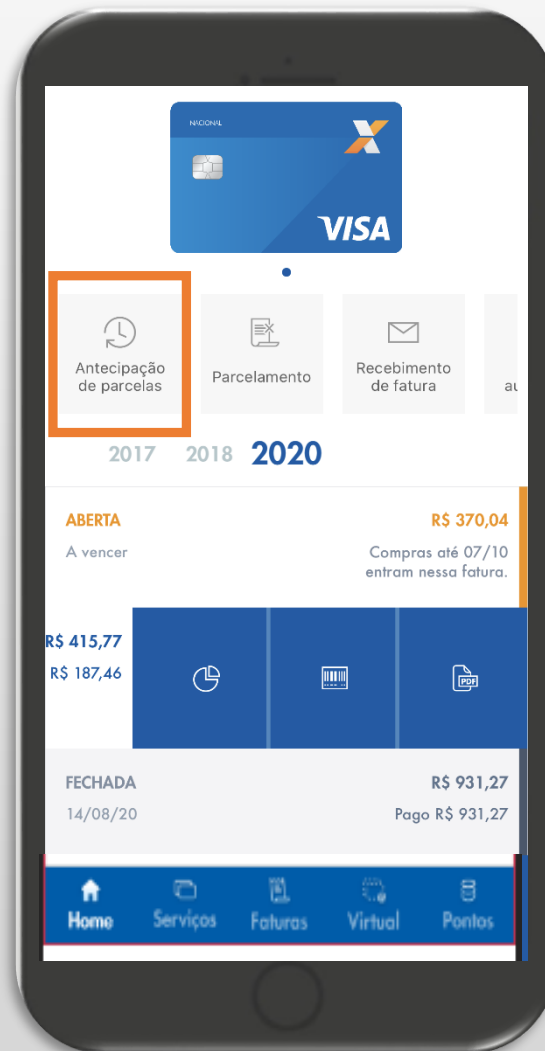 NACIONAL
VISA
Antecipação
de parcelas
Parcelamento
Recebimento
de fatura
au
2017 2018 2020
ABERTA R$ 370,04
A vencer Compras até 07/10
entram nessa fatura.
R$ 415,77
R$ 187,46
PDF
FECHADA R$ 931,27
14/08/20 Pago R$ 931,27
Home Serviços Faturas Virtual Pontos